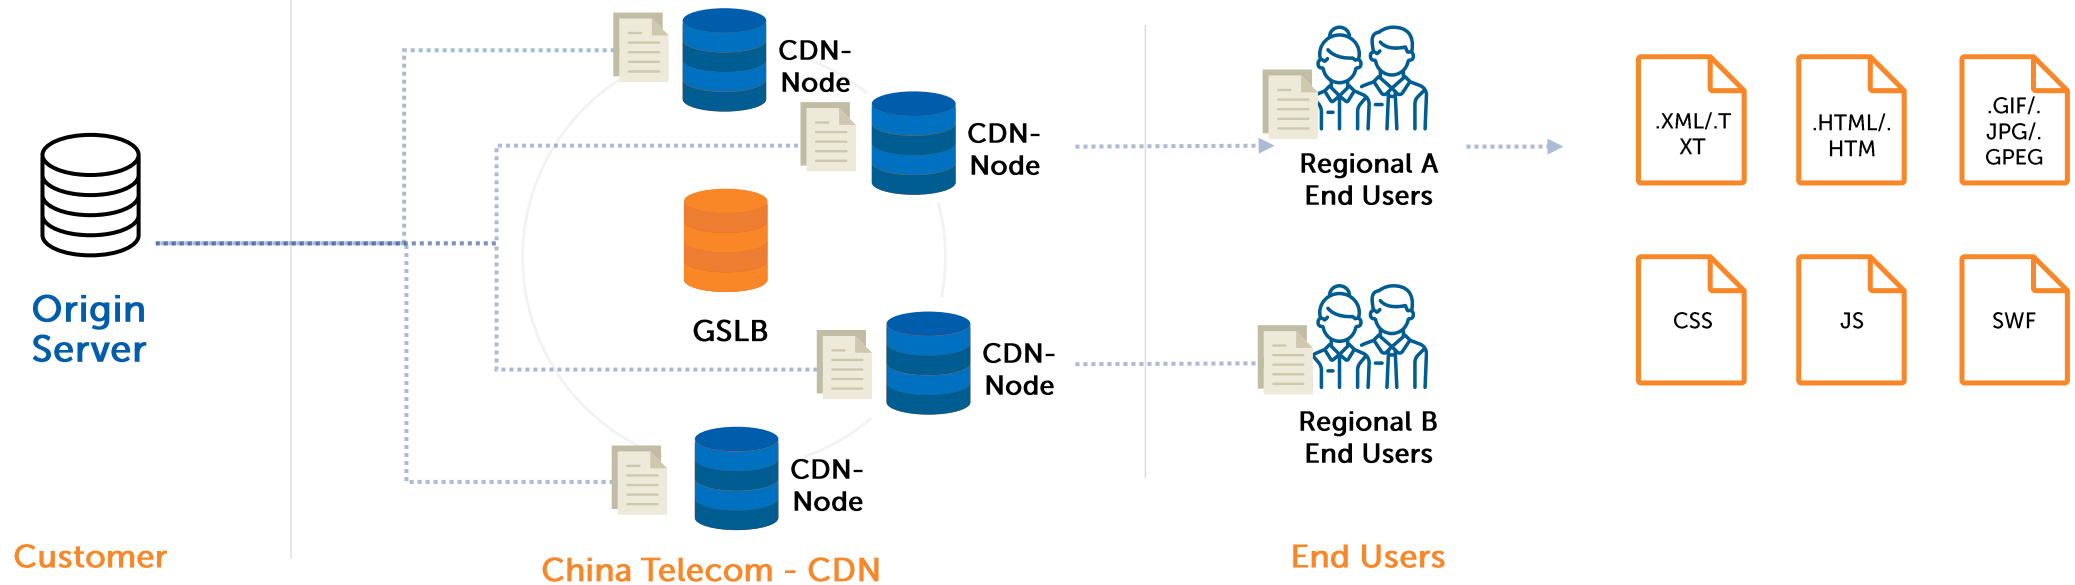 Origin
Server
Customer
CDN-
Node
CDN-
Node
GSLB
CDN-
Node
CDN-
Node
China Telecom - CDN
Regional A
End Users
Regional B
End Users
End Users
.XML/.T
XT
.HTML/.
HTM
.GIF/.
JPG/.
GPEG
CSS
JS
SWF